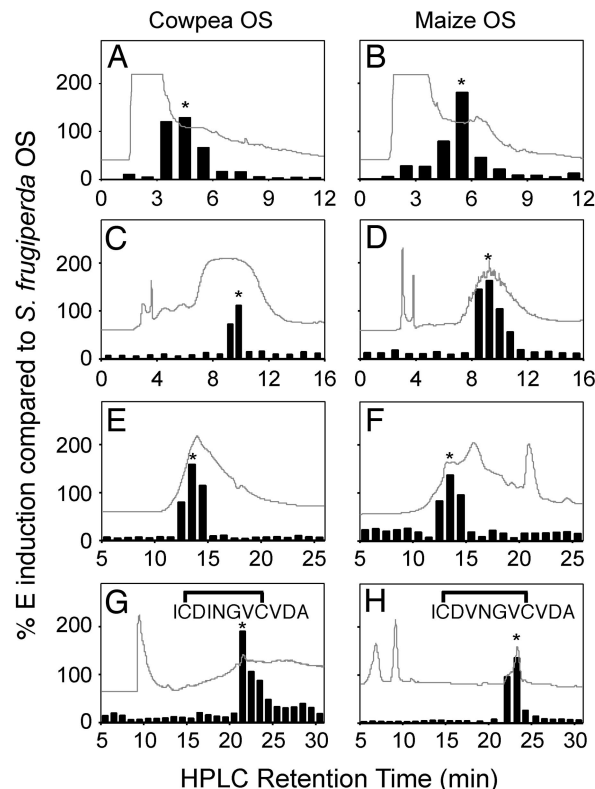 Cowpea OS Maize OS
% E induction compared to S. frugiperda OS
A B
200
100
0
* *
0 3 6 9 12 0 3 6 9 12
C D
200
100
0
* *
0 4 8 12 16 0 4 8 12 16
E F
200
100
0
* *
5 10 15 20 25 5 10 15 20 25
G H
ICDINGVCVDA ICDVNGVCVDA
200
100
0
* *
5 10 15 20 25 30 5 10 15 20 25 30
HPLC Retention Time (min)